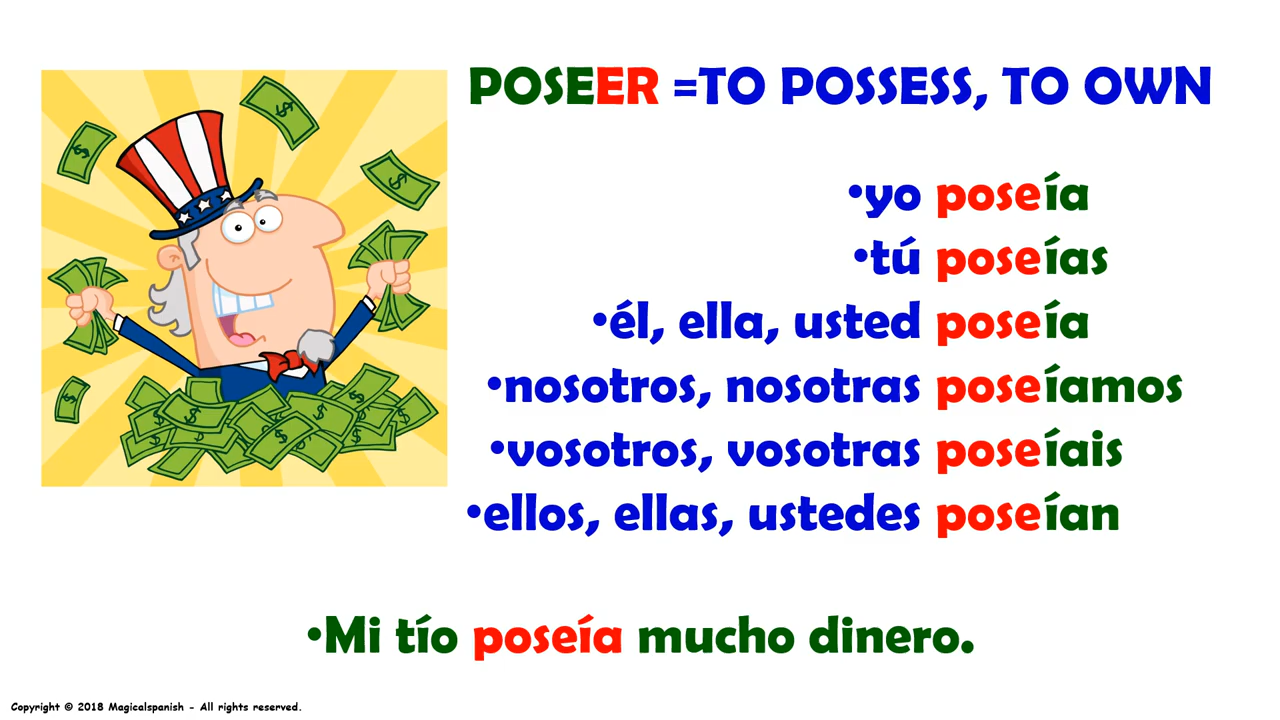 POSEER =TO POSSESS, TO OWN
•yo poseía
•tú poseías
•él, ella, usted poseía
•nosotros, nosotras poseíamos
•vosotros, vosotras poseíais
•ellos, ellas, ustedes poseían
•Mi tío poseía mucho dinero.
Copyright © 2018 Magicalspanish - All rights reserved.